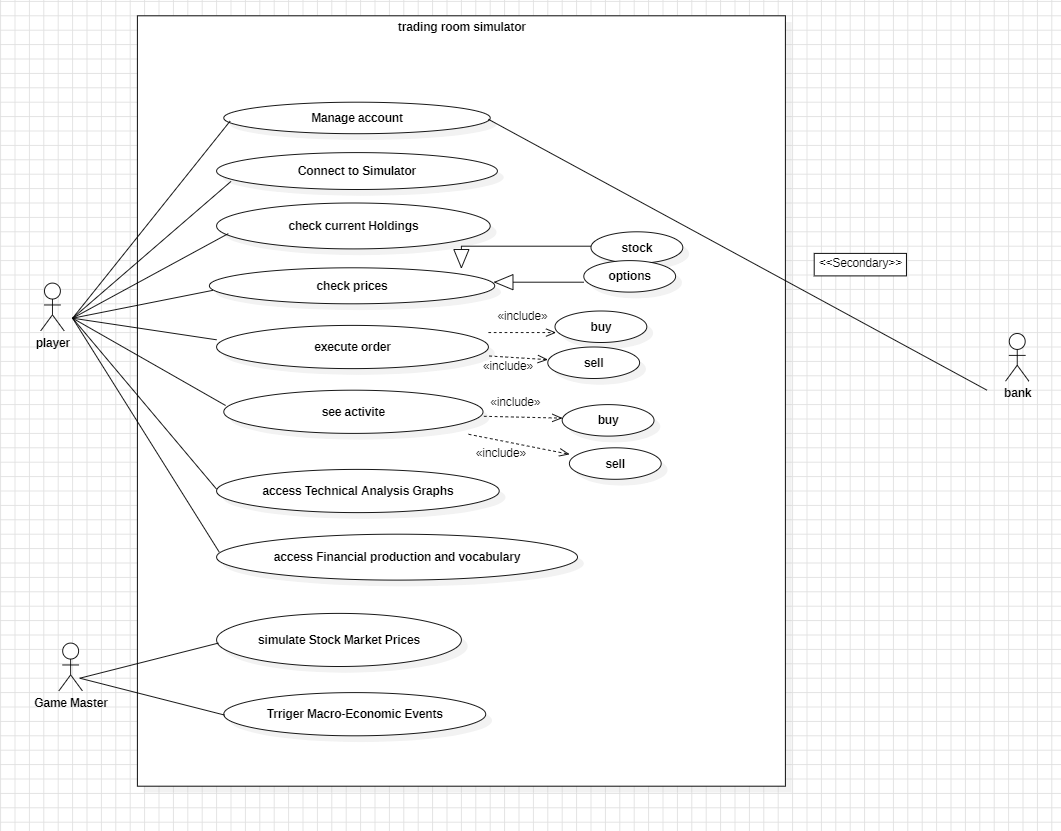 trading room simulator
Manage account
Connect to Simulator
check current Holdings
stock
<<Secondary>>
options
check prices
«include»
buy
player
execute order
sell
«include»
bank
«include»
see activite
buy
«include»
sell
access Technical Analysis Graphs
access Financial production and vocabulary
simulate Stock Market Prices
Game Master
Trriger Macro-Economic Events